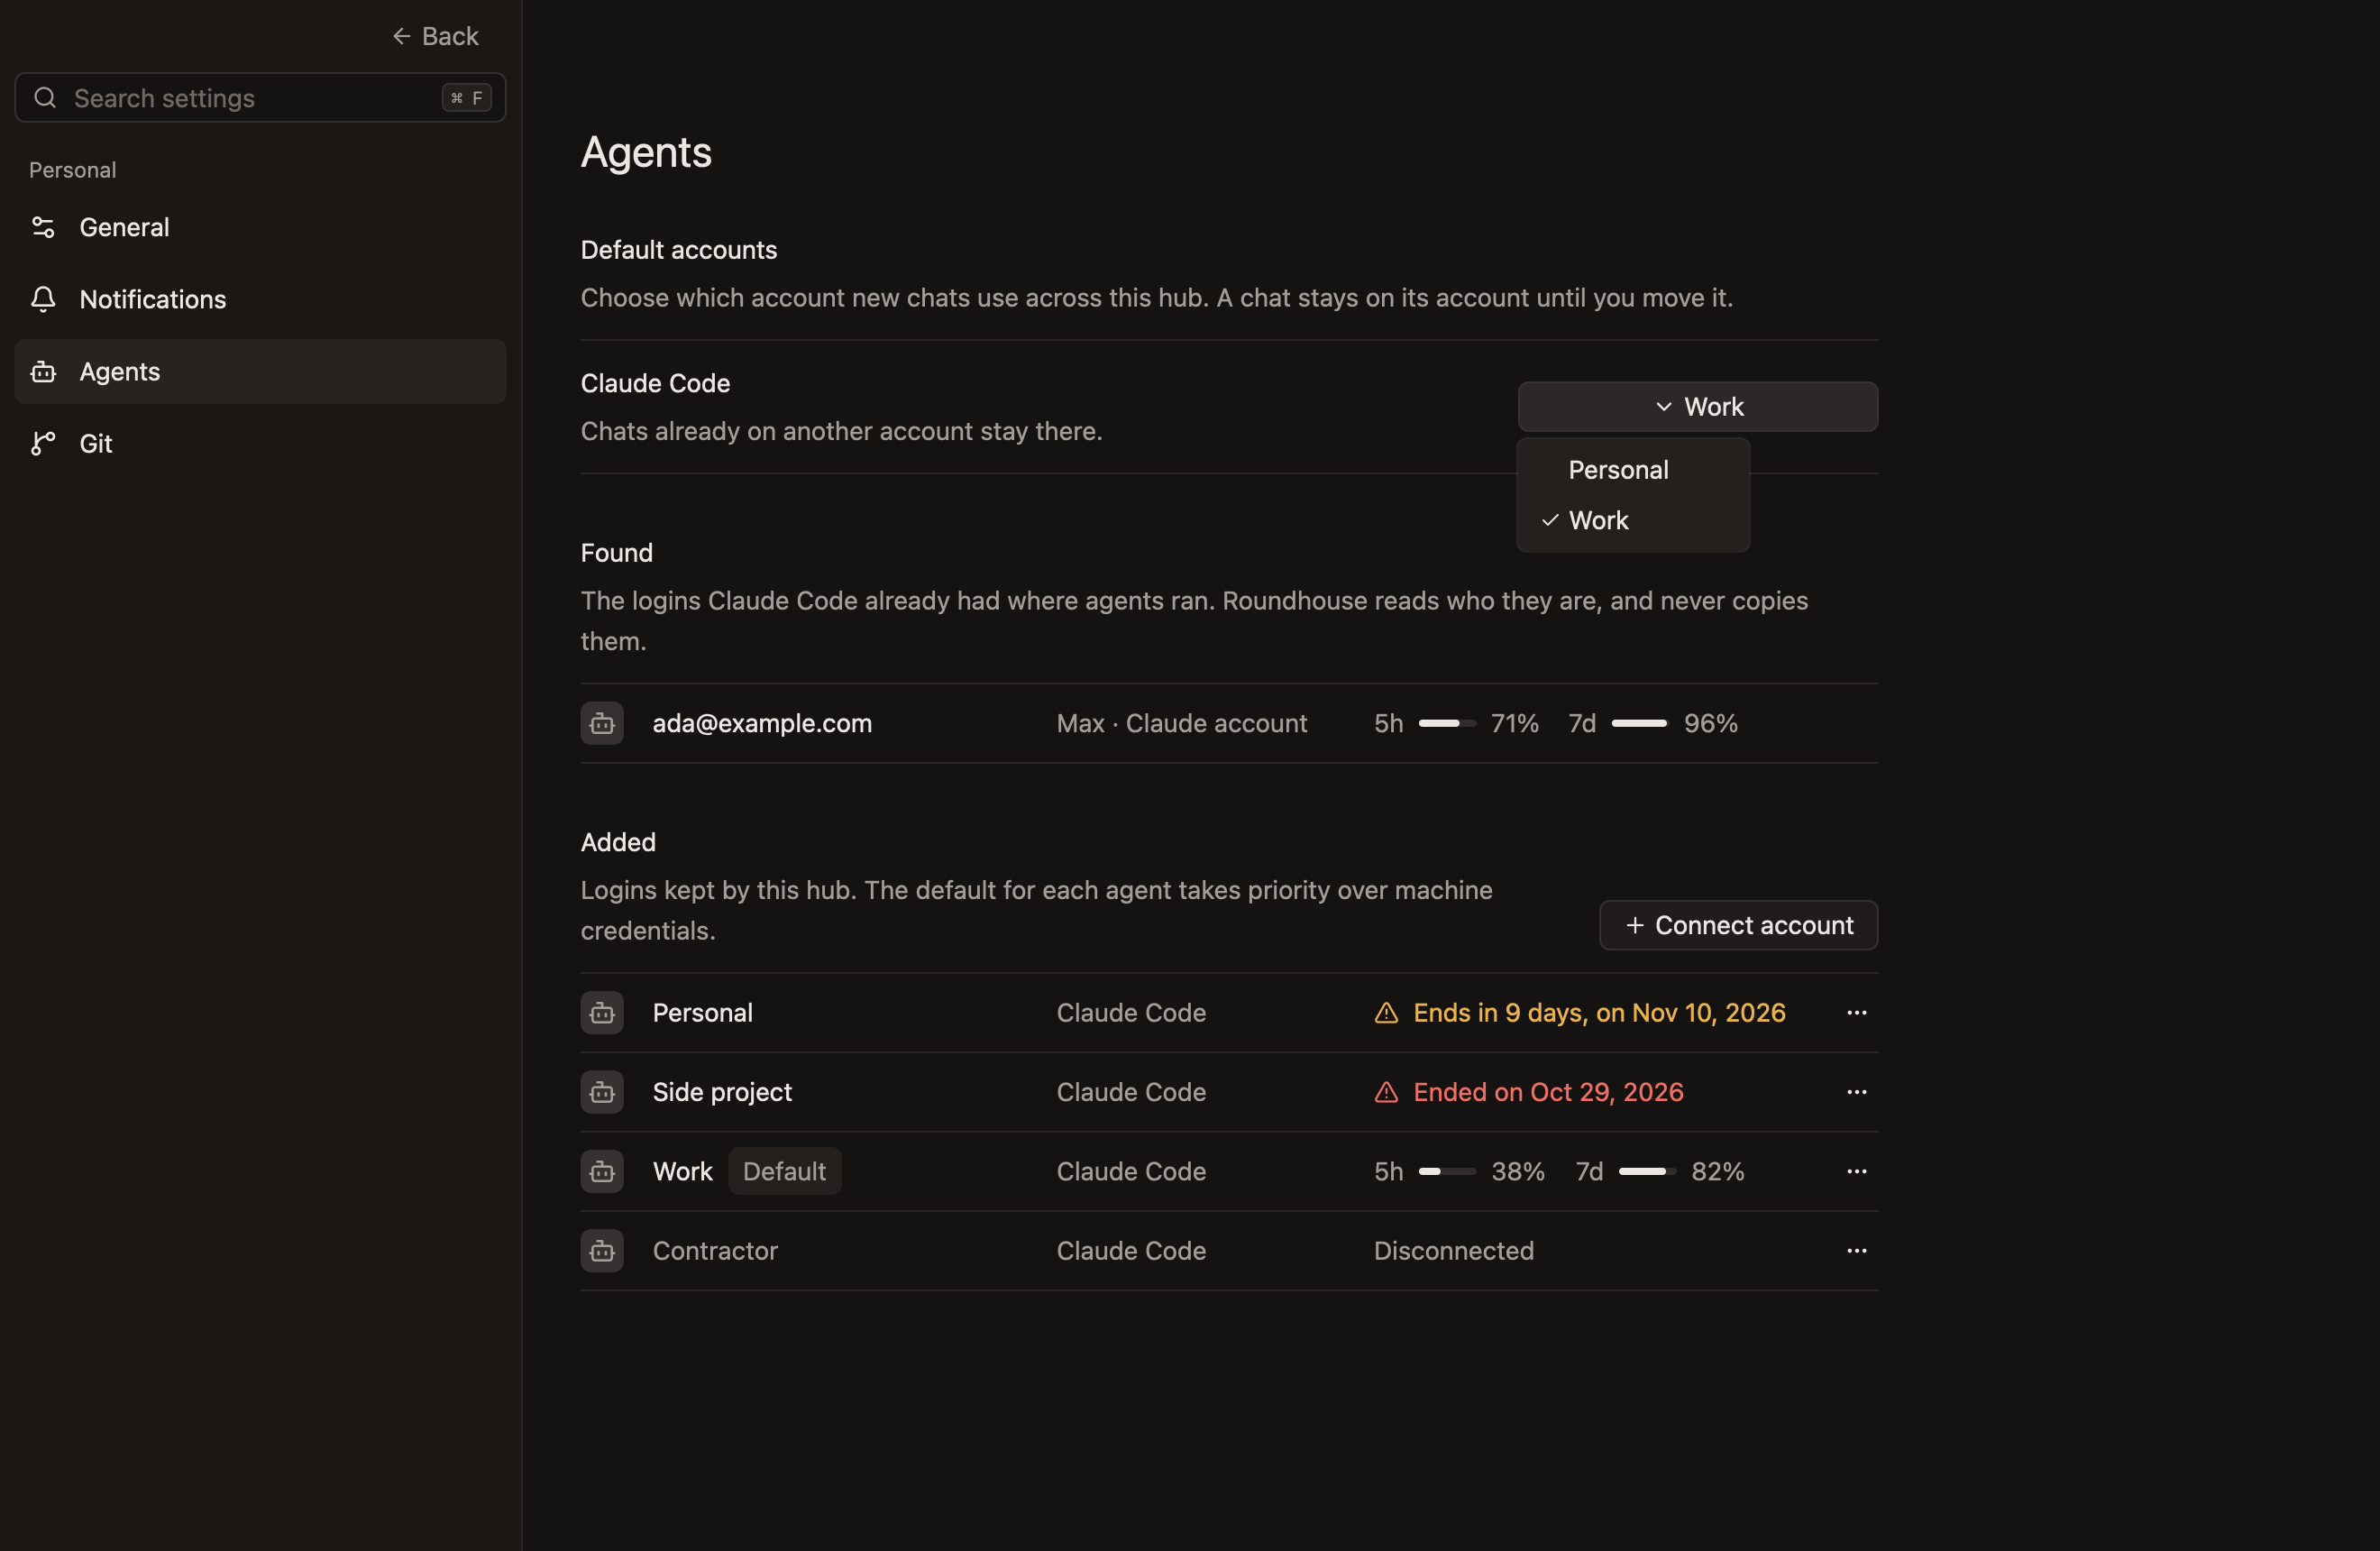 Back
Search settings
⌘ F
Personal
General
Notifications
Agents
Git
Agents
Default accounts
Choose which account new chats use across this hub. A chat stays on its account until you move it.
Claude Code
Chats already on another account stay there.
Work
Personal
Work
Found
The logins Claude Code already had where agents ran. Roundhouse reads who they are, and never copies
them.
ada@example.com Max · Claude account 5h 71% 7d 96%
Added
Logins kept by this hub. The default for each agent takes priority over machine
credentials.
Connect account
Personal Claude Code Ends in 9 days, on Nov 10, 2026
Side project Claude Code Ended on Oct 29, 2026
Work Default Claude Code 5h 38% 7d 82%
Contractor Claude Code Disconnected